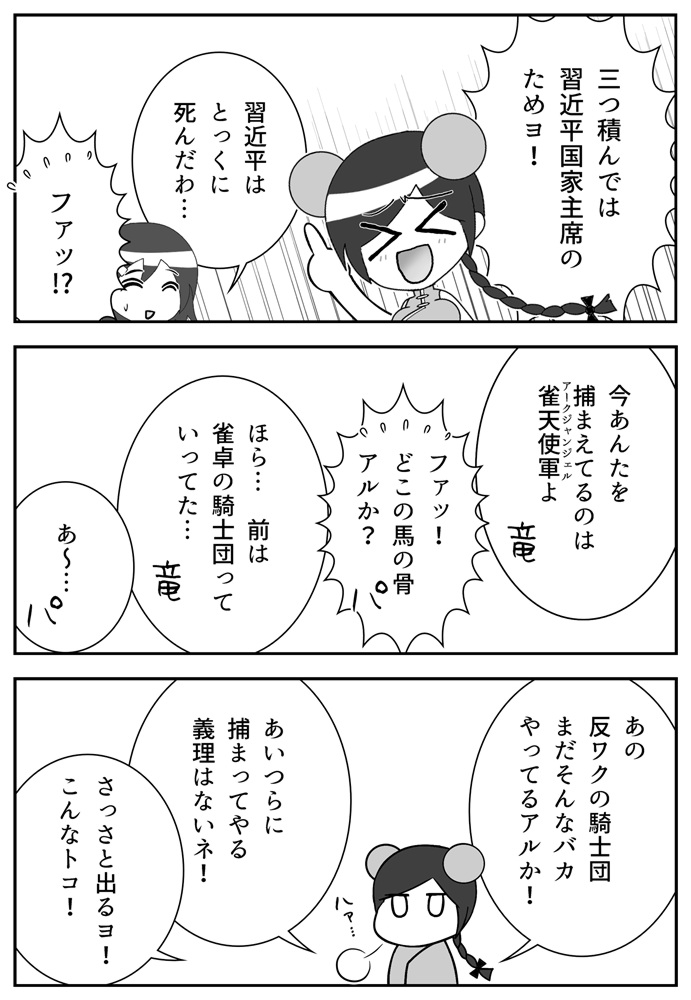 三つ積んでは
習近平国家主席の
ためヨ！
習近平は
とっくに
死んだわ…
ファッ!?
今あんたを
捕まえてるのは
雀天使軍よ
アークジャンジェル
竜
ファッ！
どこの馬の骨
アルか？
パ
ほら… 前は
雀卓の騎士団って
いってた…
竜
あ〜…
パ
あの
反ワクの騎士団
まだそんなバカ
やってるアルか！
ハァ…
あいつらに
捕まってやる
義理はないネ！
さっさと出るヨ！
こんなトコ！